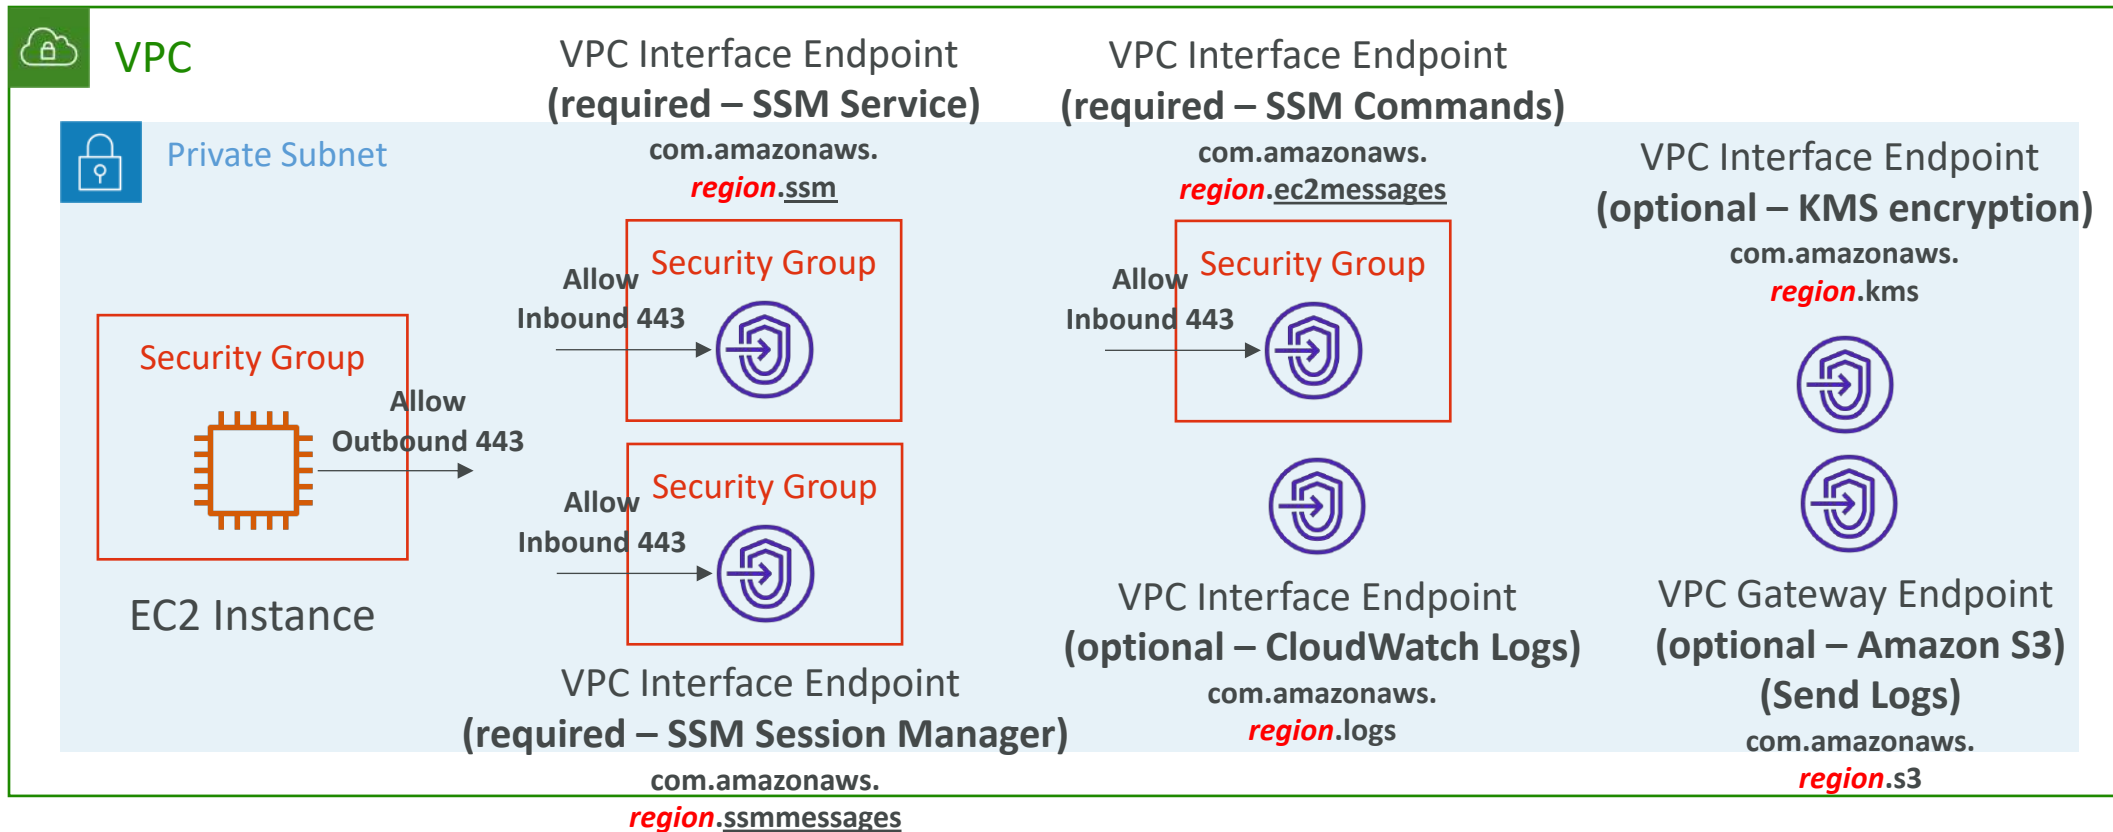 VPC
Private Subnet
VPC Interface Endpoint
(required – SSM Service)
com.amazonaws.
region.ssm
Security Group
Allow
Inbound 443
VPC Interface Endpoint
(required – SSM Commands)
com.amazonaws.
region.ec2messages
Security Group
Allow
Inbound 443
VPC Interface Endpoint
(optional – KMS encryption)
com.amazonaws.
region.kms
Security Group
Allow
Outbound 443
EC2 Instance
Security Group
Allow
Inbound 443
VPC Interface Endpoint
(required – SSM Session Manager)
com.amazonaws.
region.ssmmessages
VPC Interface Endpoint
(optional – CloudWatch Logs)
com.amazonaws.
region.logs
VPC Gateway Endpoint
(optional – Amazon S3)
(Send Logs)
com.amazonaws.
region.s3